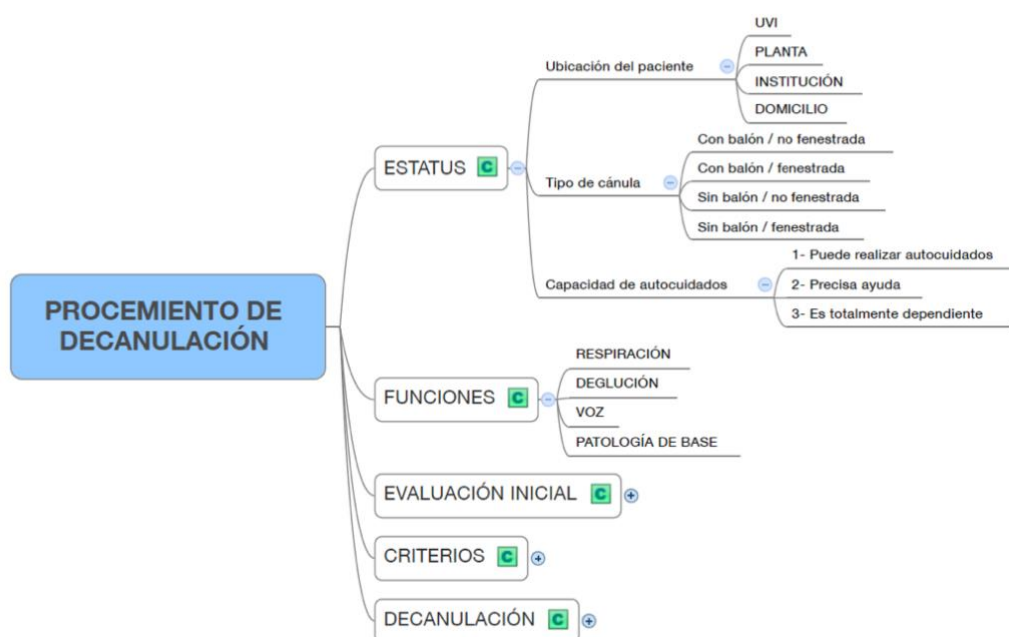 PROCEMIENTO DE
DECANULACIÓN
ESTATUS C
Ubicación del paciente
UVI
PLANTA
INSTITUCIÓN
DOMICILIO
Tipo de cánula
Con balón / no fenestrada
Con balón / fenestrada
Sin balón / no fenestrada
Sin balón / fenestrada
Capacidad de autocuidados
1- Puede realizar autocuidados
2- Precisa ayuda
3- Es totalmente dependiente
FUNCIONES C
RESPIRACIÓN
DEGLUCIÓN
VOZ
PATOLOGÍA DE BASE
EVALUACIÓN INICIAL C
CRITERIOS C
DECANULACIÓN C